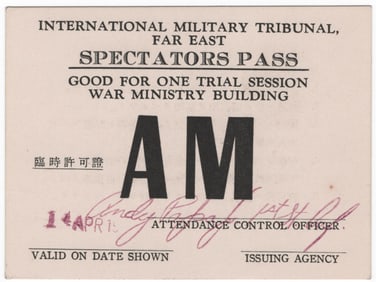 INTERNATIONAL MILITARY TRIBUNAL,
FAR EAST
SPECTATORS PASS
GOOD FOR ONE TRIAL SESSION
WAR MINISTRY BUILDING
AM
臨時許可證
14 APR 19
ATTENDANCE CONTROL OFFICER
VALID ON DATE SHOWN
ISSUING AGENCY